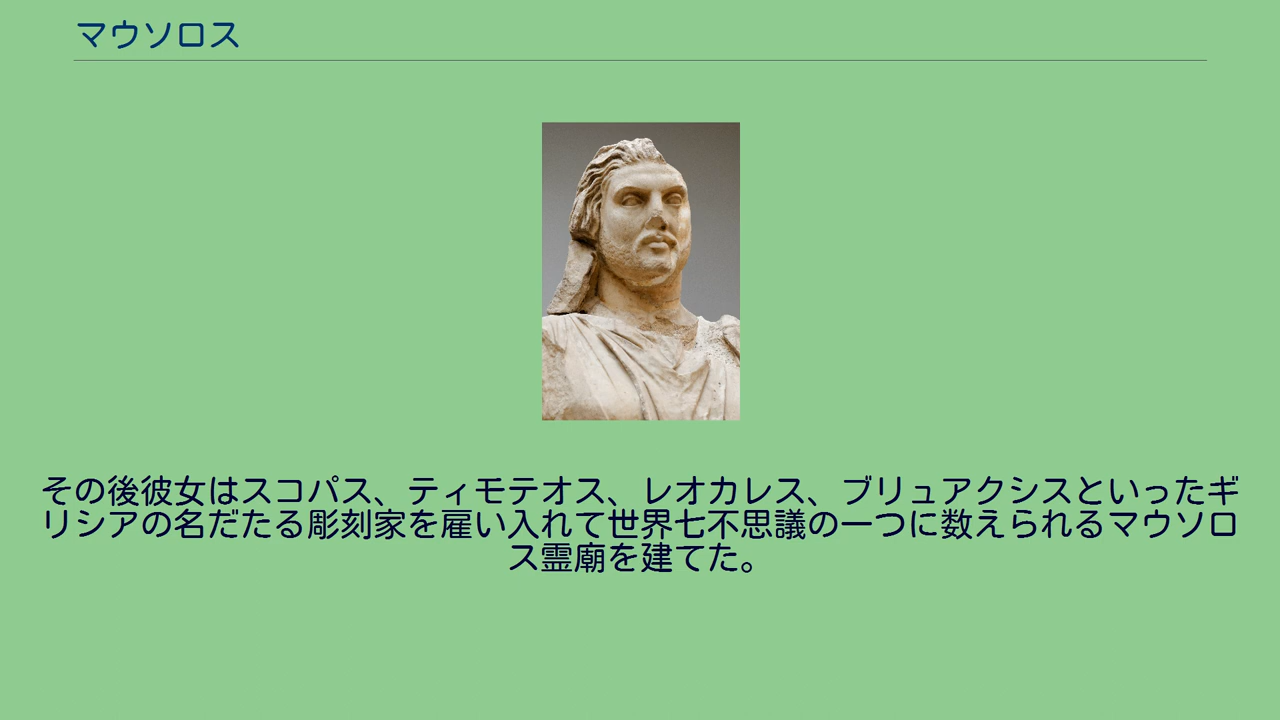 マウソロス
その後彼女はスコパス、ティモテオス、レオカレス、ブリュアクシスといったギ
リシアの名だたる彫刻家を雇い入れて世界七不思議の一つに数えられるマウソロ
ス霊廟を建てた。